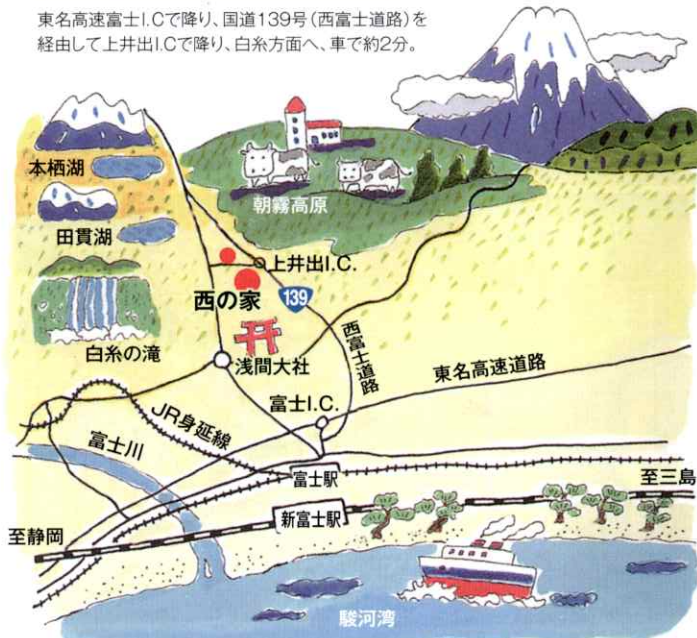 東名高速富士I.Cで降り、国道139号(西富士道路)を
経由して上井出I.Cで降り、白糸方面へ、車で約2分。
本栖湖
朝霧高原
田貫湖
上井出I.C.
西の家
139
白糸の滝
浅間大社
西富士道路
東名高速道路
富士I.C.
JR身延線
富士川
富士駅
至三島
新富士駅
至静岡
駿河湾